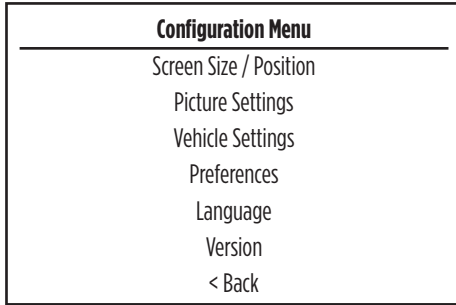 Configuration Menu
Screen Size / Position
Picture Settings
Vehicle Settings
Preferences
Language
Version
< Back